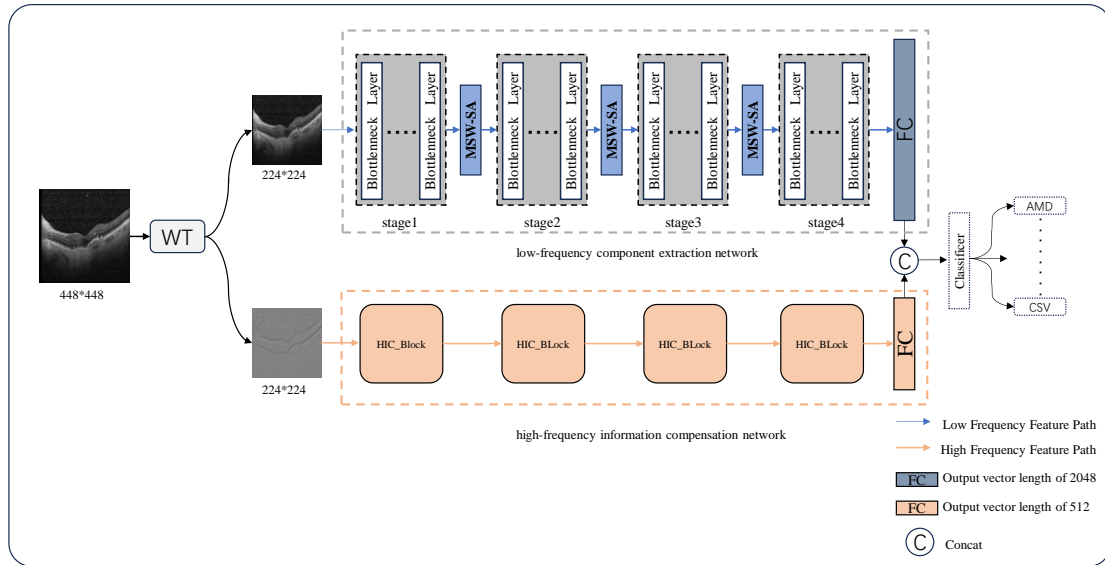 448*448
WT
224*224
Blottlenneck Layer
Blottlenneck Layer
stage1
MSW-SA
Blottlenneck Layer
Blottlenneck Layer
stage2
MSW-SA
Blottlenneck Layer
Blottlenneck Layer
stage3
MSW-SA
Blottlenneck Layer
Blottlenneck Layer
stage4
FC
low-frequency component extraction network
224*224
HIC_Block
HIC_BLock
HIC_BLock
HIC_BLock
FC
high-frequency information compensation network
C
Classificer
AMD
CSV
Low Frequency Feature Path
High Frequency Feature Path
FC Output vector length of 2048
FC Output vector length of 512
C Concat